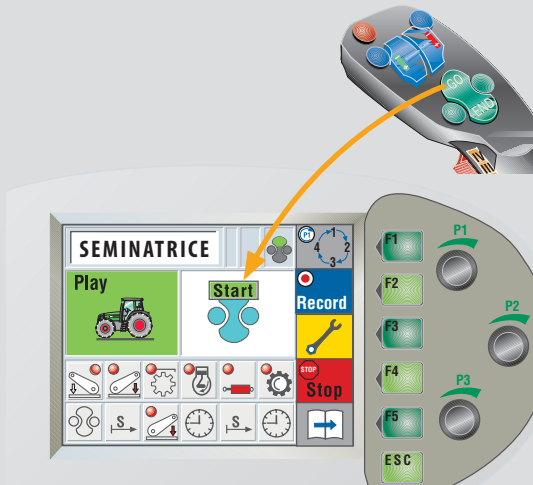 GO
END
SEMINATRICE
P1
1
4 2
3
Play
Start
Record
STOP
Stop
S
S
F1
F2
F3
F4
F5
ESC
P1
P2
P3